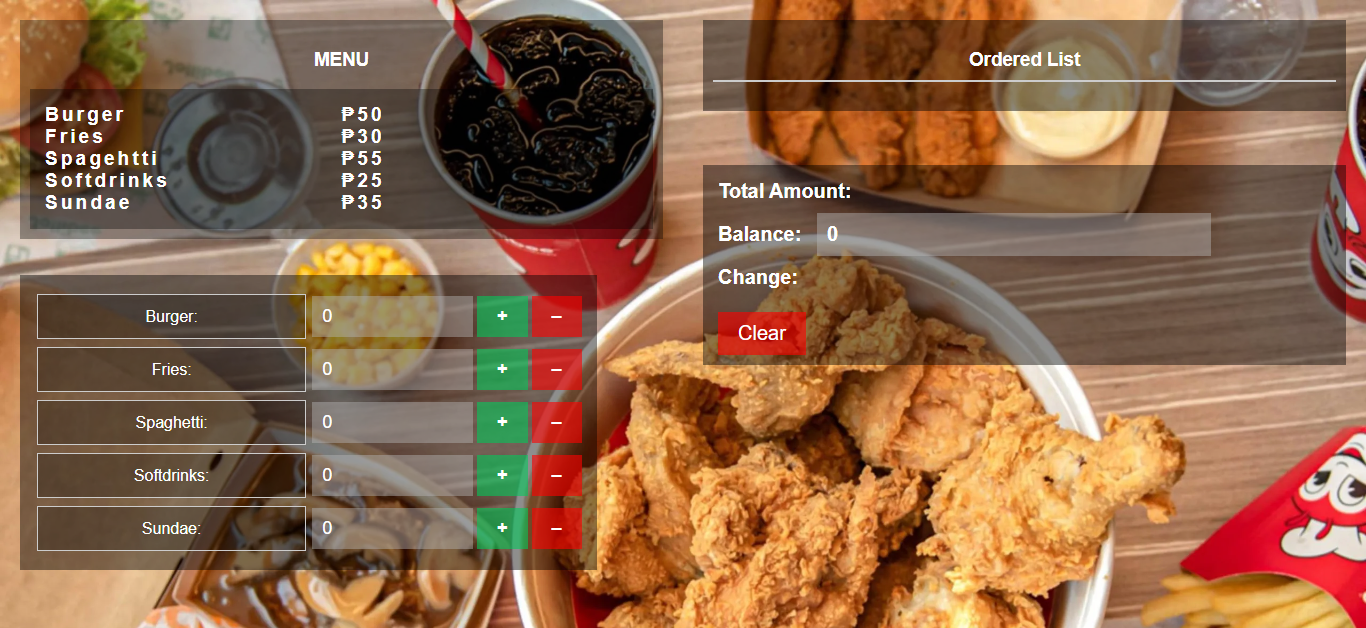 MENU
Burger ₱50
Fries ₱30
Spagehtti ₱55
Softdrinks ₱25
Sundae ₱35
Burger: 0 + −
Fries: 0 + −
Spaghetti: 0 + −
Softdrinks: 0 + −
Sundae: 0 + −
Ordered List
Total Amount:
Balance: 0
Change:
Clear